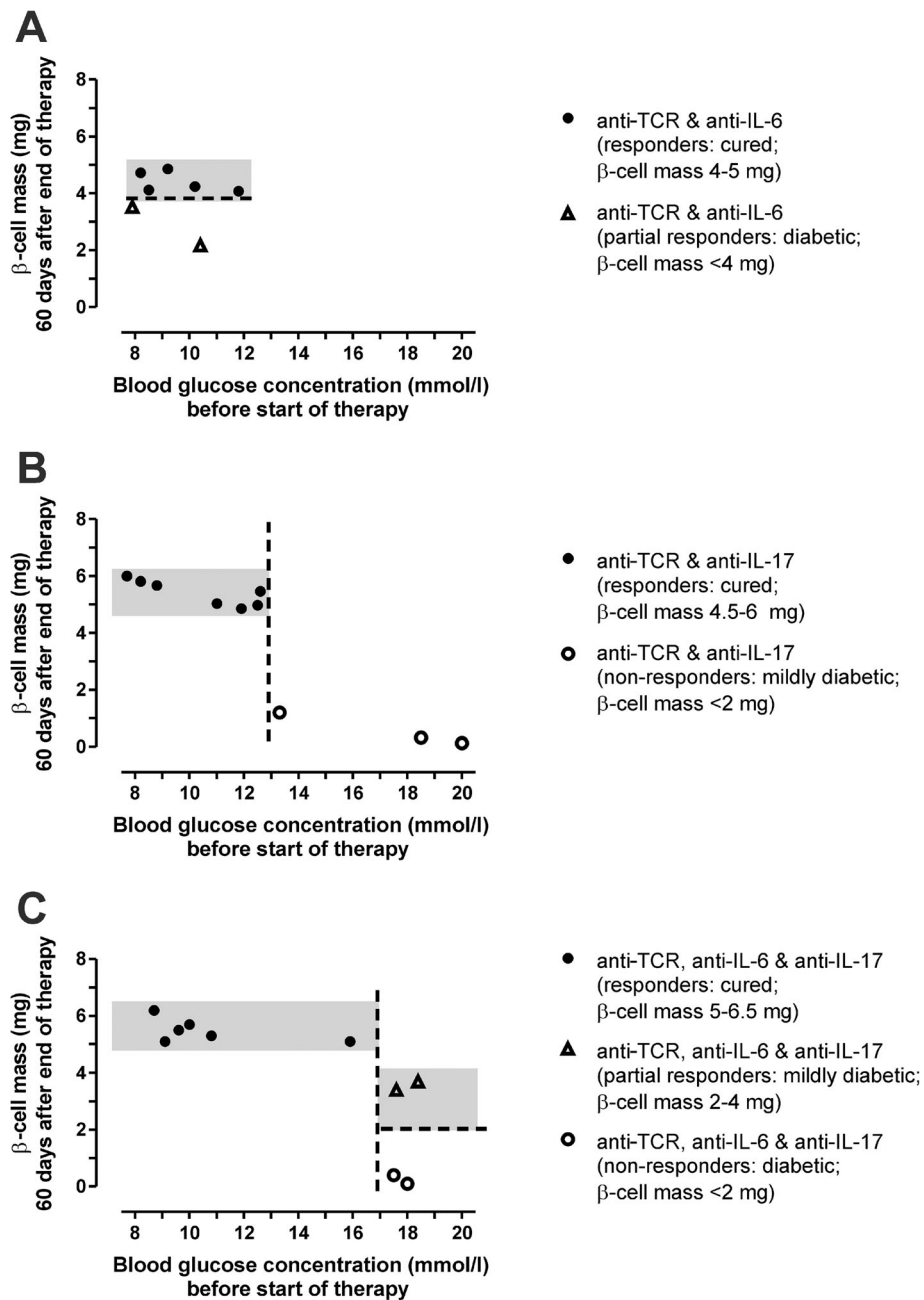 A
β-cell mass (mg)
60 days after end of therapy
8
6
4
2
0
8 10 12 14 16 18 20
Blood glucose concentration (mmol/l)
before start of therapy
anti-TCR & anti-IL-6
(responders: cured;
β-cell mass 4-5 mg)
anti-TCR & anti-IL-6
(partial responders: diabetic;
β-cell mass <4 mg)
B
β-cell mass (mg)
60 days after end of therapy
8
6
4
2
0
8 10 12 14 16 18 20
Blood glucose concentration (mmol/l)
before start of therapy
anti-TCR & anti-IL-17
(responders: cured;
β-cell mass 4.5-6 mg)
anti-TCR & anti-IL-17
(non-responders: mildly diabetic;
β-cell mass <2 mg)
C
β-cell mass (mg)
60 days after end of therapy
8
6
4
2
0
8 10 12 14 16 18 20
Blood glucose concentration (mmol/l)
before start of therapy
anti-TCR, anti-IL-6 & anti-IL-17
(responders: cured;
β-cell mass 5-6.5 mg)
anti-TCR, anti-IL-6 & anti-IL-17
(partial responders: mildly diabetic;
β-cell mass 2-4 mg)
anti-TCR, anti-IL-6 & anti-IL-17
(non-responders: diabetic;
β-cell mass <2 mg)